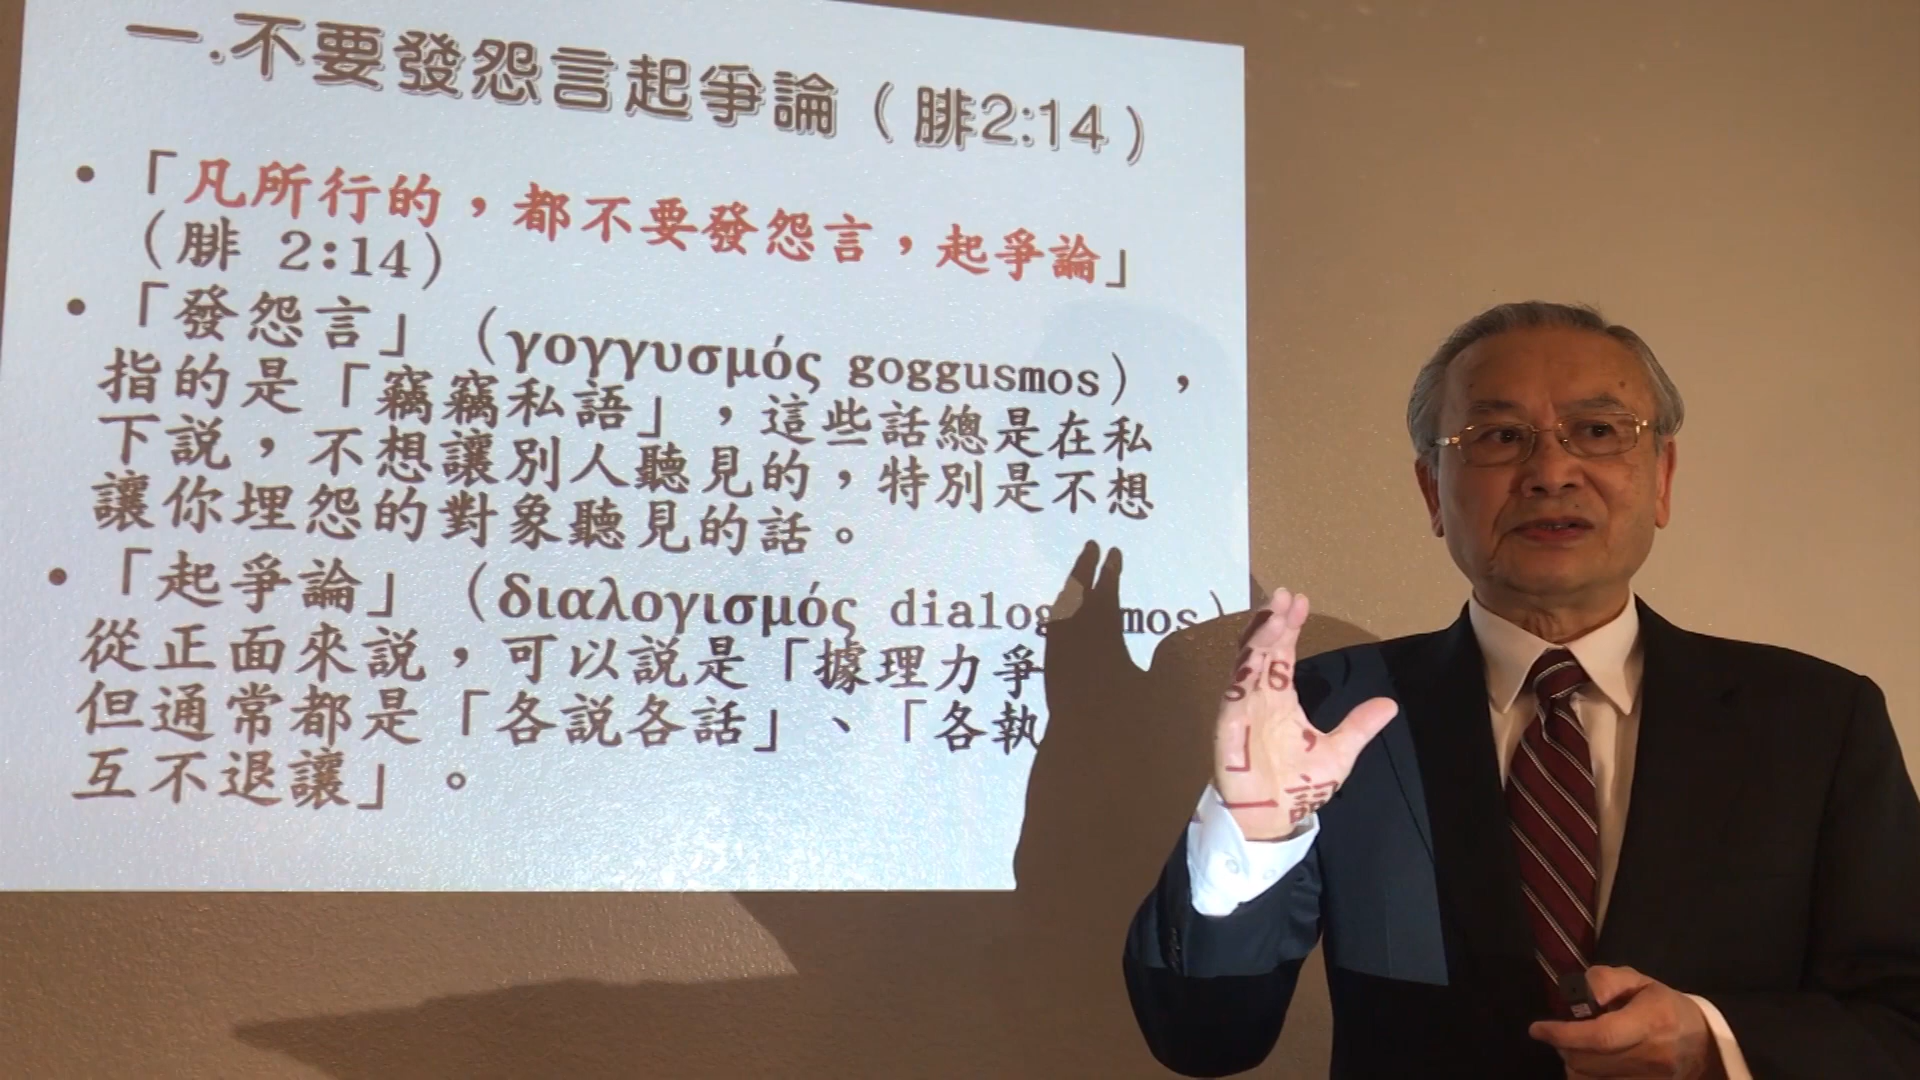 一.不要發怨言起爭論（腓2:14）
•「凡所行的，都不要發怨言，起爭論」
（腓 2:14）
•「發怨言」（γογγυσμός goggusmos），
指的是「竊竊私語」，這些話總是在私
下說，不想讓別人聽見的，特別是不想
讓你埋怨的對象聽見的話。
•「起爭論」（διαλογισμός dialog mos）
從正面來說，可以說是「據理力爭
」，
但通常都是「各說各話」、「各執
一詞
互不退讓」。